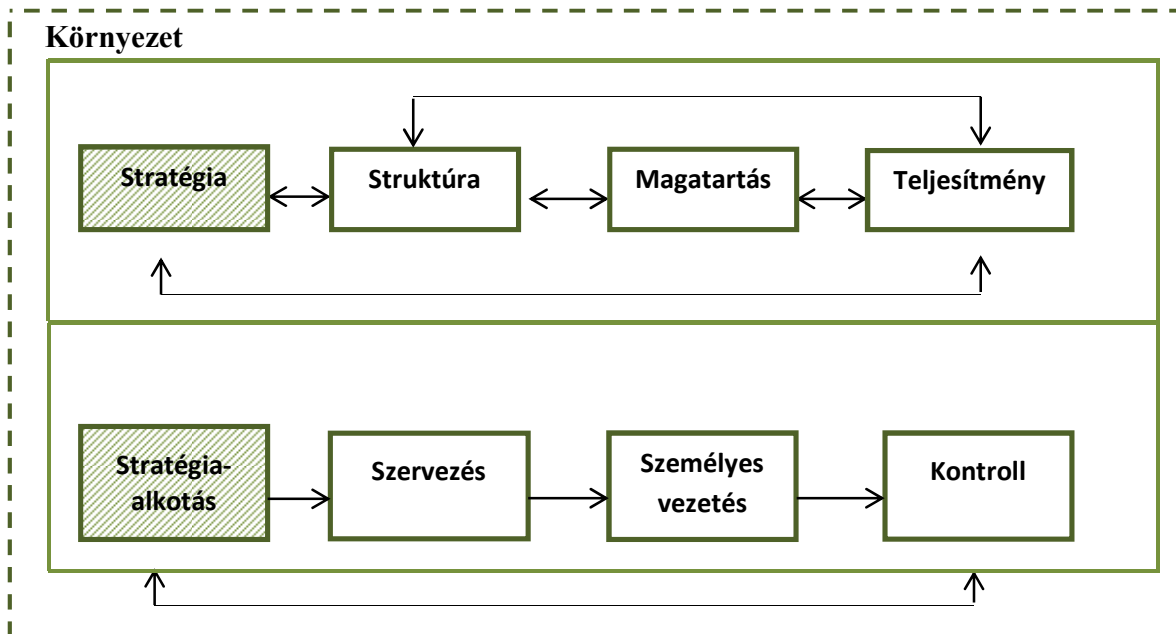 Környezet
Stratégia
Struktúra
Magatartás
Teljesítmény
Stratégia-
alkotás
Szervezés
Személyes
vezetés
Kontroll